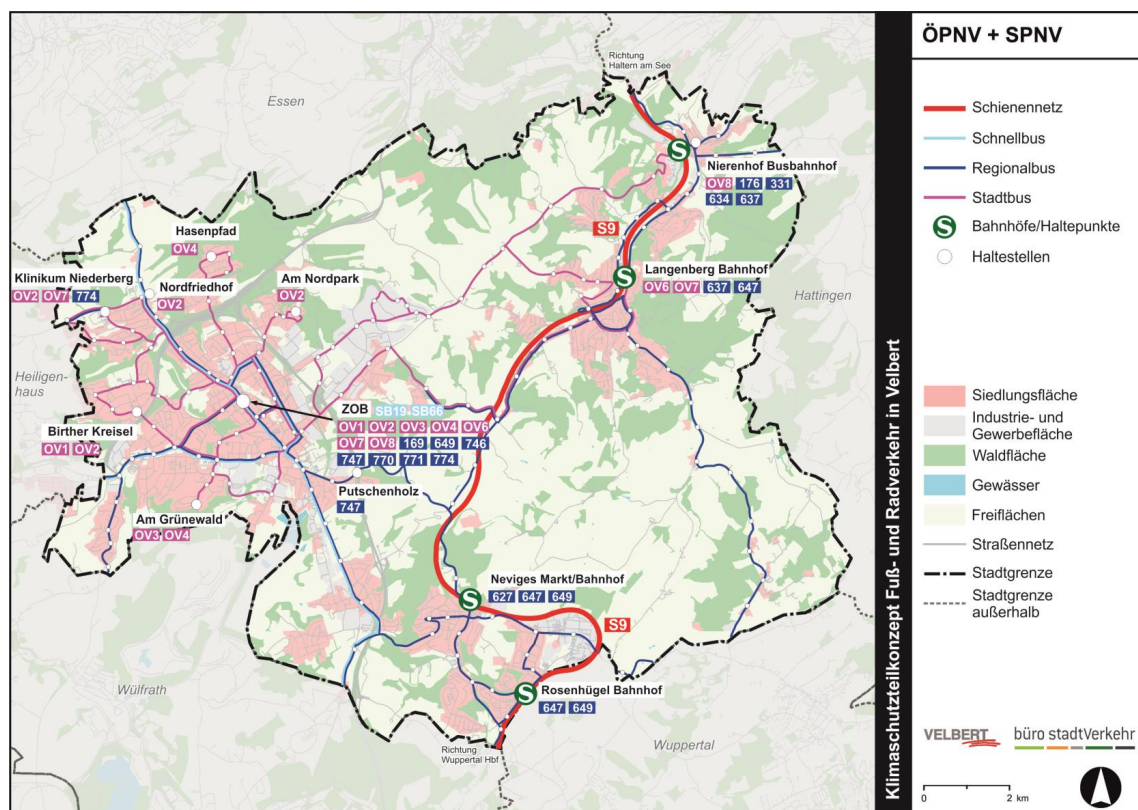 Richtung
Haltern am See
Essen
Nierenhof Busbahnhof
OV8 176 331
634 637
S9
Hasenpfad
OV4
Klinikum Niederberg
OV2 OV7 774
Nordfriedhof
OV2
Am Nordpark
OV2
Langenberg Bahnhof
OV6 OV7 637 647
Hattingen
Heiligen-
haus
Birther Kreisel
OV1 OV2
ZOB SB19 SB66
OV1 OV2 OV3 OV4 OV6
OV7 OV8 169 649 746
747 770 771 774
Putschenholz
747
Am Grünewald
OV3 OV4
Neviges Markt/Bahnhof
627 647 649
S9
Rosenhügel Bahnhof
647 649
Wülfrath
Richtung
Wuppertal Hbf
Wuppertal
Klimaschutzteilkonzept Fuß- und Radverkehr in Velbert
ÖPNV + SPNV
Schienennetz
Schnellbus
Regionalbus
Stadtbus
S Bahnhöfe/Haltepunkte
Haltestellen
Siedlungsfläche
Industrie- und
Gewerbefläche
Waldfläche
Gewässer
Freiflächen
Straßennetz
Stadtgrenze
Stadtgrenze
außerhalb
VELBERT
büro stadtVerkehr
0 2 km